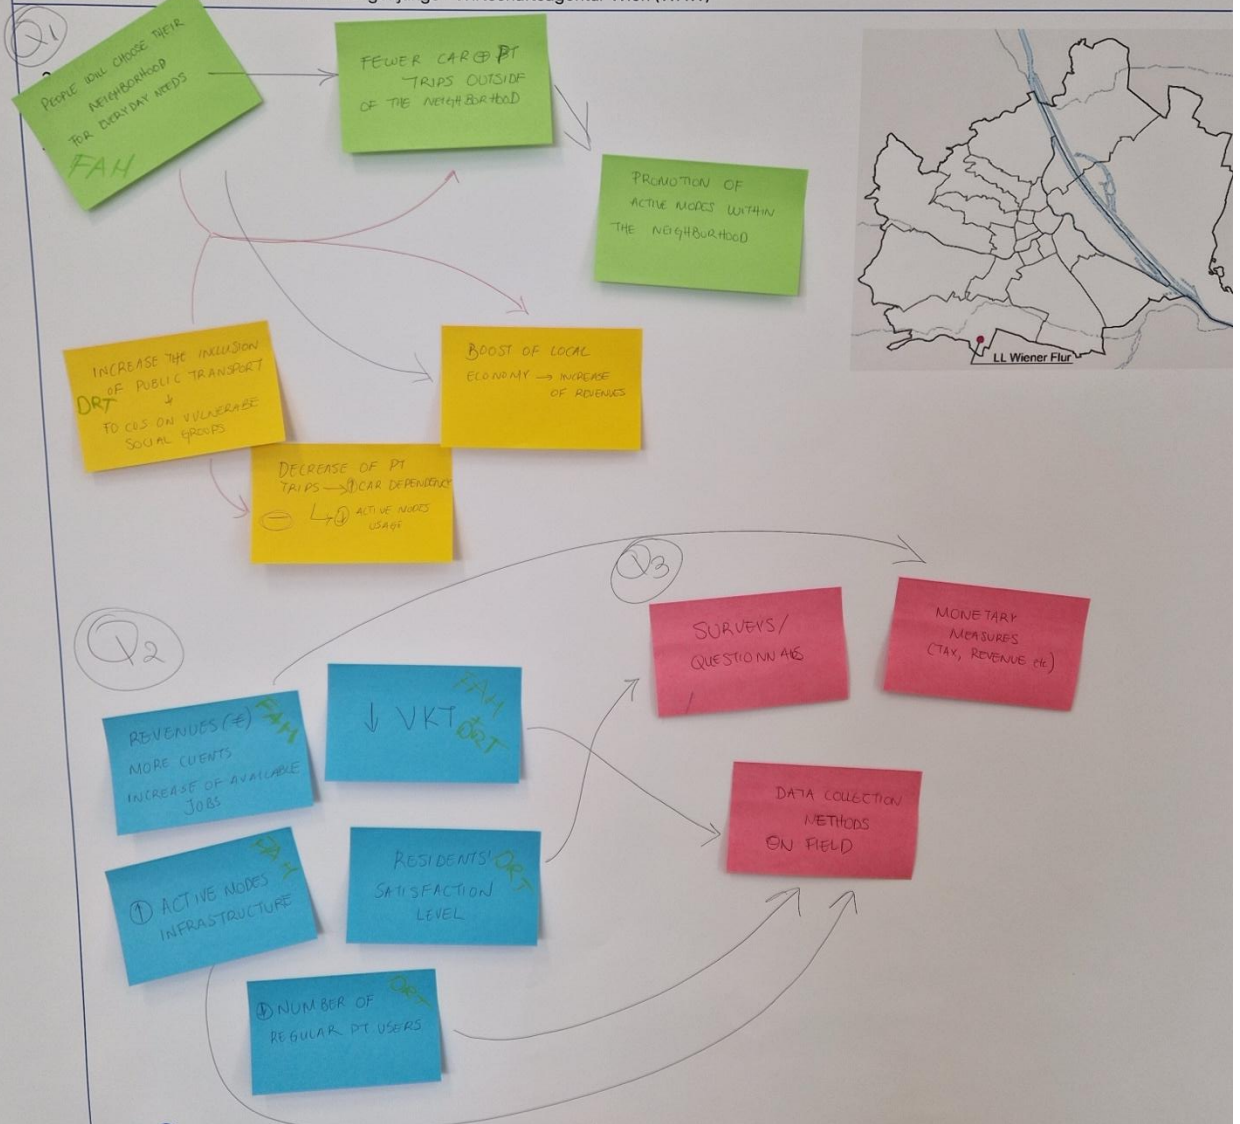 Q1
PEOPLE WILL CHOOSE THEIR
NEIGHBORHOOD
FOR EVERYDAY NEEDS
FAH
FEWER CAR ⊕ PT
TRIPS OUTSIDE
OF THE NEIGHBORHOOD
PROMOTION OF
ACTIVE MODES WITHIN
THE NEIGHBORHOOD
LL Wiener Flur
INCREASE THE INCLUSION
OF PUBLIC TRANSPORT
DRT +
FOCUS ON VULNERABE
SOCIAL GROUPS
BOOST OF LOCAL
ECONOMY → INCREASE
OF REVENUES
DECREASE OF PT
TRIPS → CAR DEPENDENCY
⊖ ↳ ACTIVE MODES
USAGE
Q2
REVENUES (€) FAH
MORE CLIENTS
INCREASE OF AVAILABLE
JOBS
↓ VKT FAH
+
DRT
FAH
↑ ACTIVE MODES
INFRASTRUCTURE
RESIDENTS' DRT
SATISFACTION
LEVEL
DRT
NUMBER OF
REGULAR PT USERS
Q3
SURVEYS/
QUESTIONNAIRES
MONETARY
MEASURES
(TAX, REVENUE etc.)
DATA COLLECTION
METHODS
ON FIELD